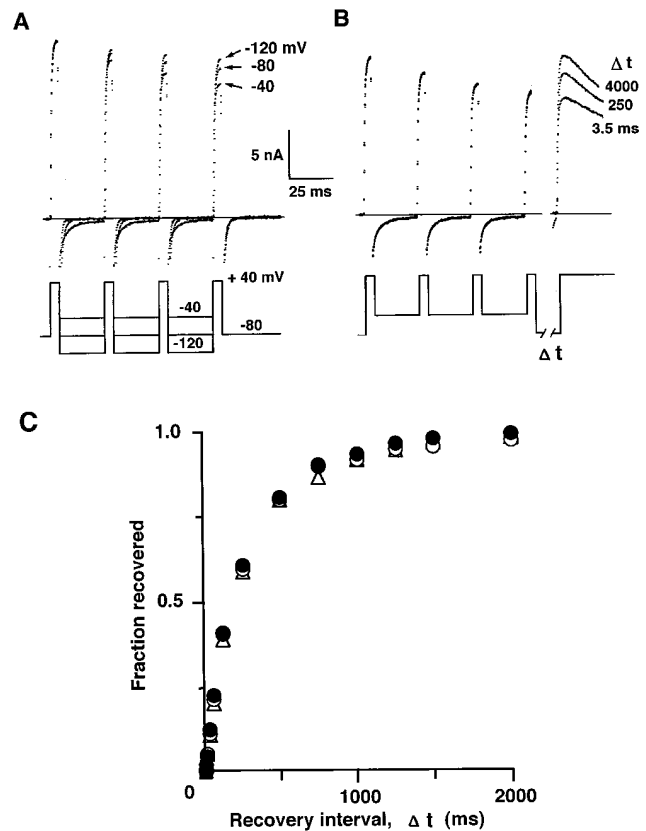 A
-120 mV
-80
-40
5 nA
25 ms
+ 40 mV
-40
-80
-120
B
Δ t
4000
250
3.5 ms
Δ t
C
Fraction recovered
1.0
0.5
0
1000
2000
Recovery interval, Δ t (ms)